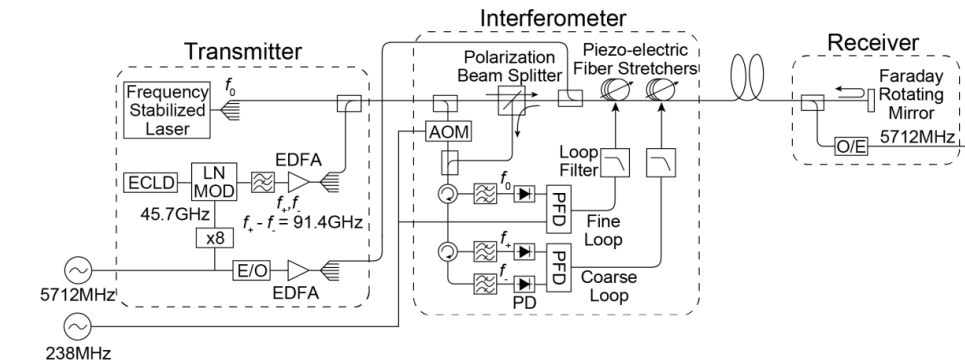 Interferometer
Transmitter
Polarization
Beam Splitter
Piezo-electric
Fiber Stretchers
Receiver
Frequency
Stabilized
Laser
f₀
Faraday
Rotating
Mirror
AOM
O/E
5712MHz
EDFA
Loop
Filter
ECLD
LN
MOD
f₊,f₋
f₊ - f₋ = 91.4GHz
45.7GHz
x8
f₀
PFD
Fine
Loop
f₊
f₋
PFD
Coarse
Loop
PD
E/O
EDFA
5712MHz
238MHz